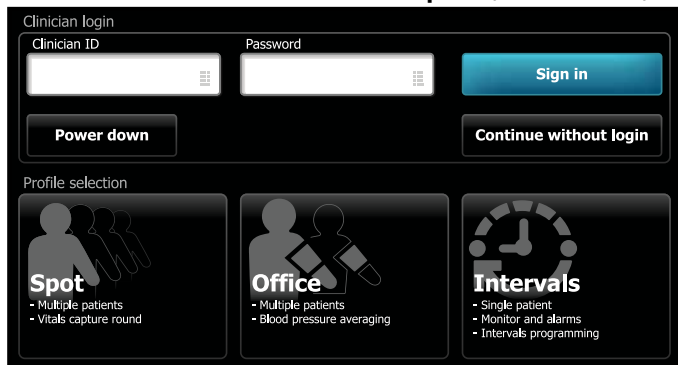 Clinician login
Clinician ID
Password
Sign in
Power down
Continue without login
Profile selection
Spot
- Multiple patients
- Vitals capture round
Office
- Multiple patients
- Blood pressure averaging
Intervals
- Single patient
- Monitor and alarms
- Intervals programming